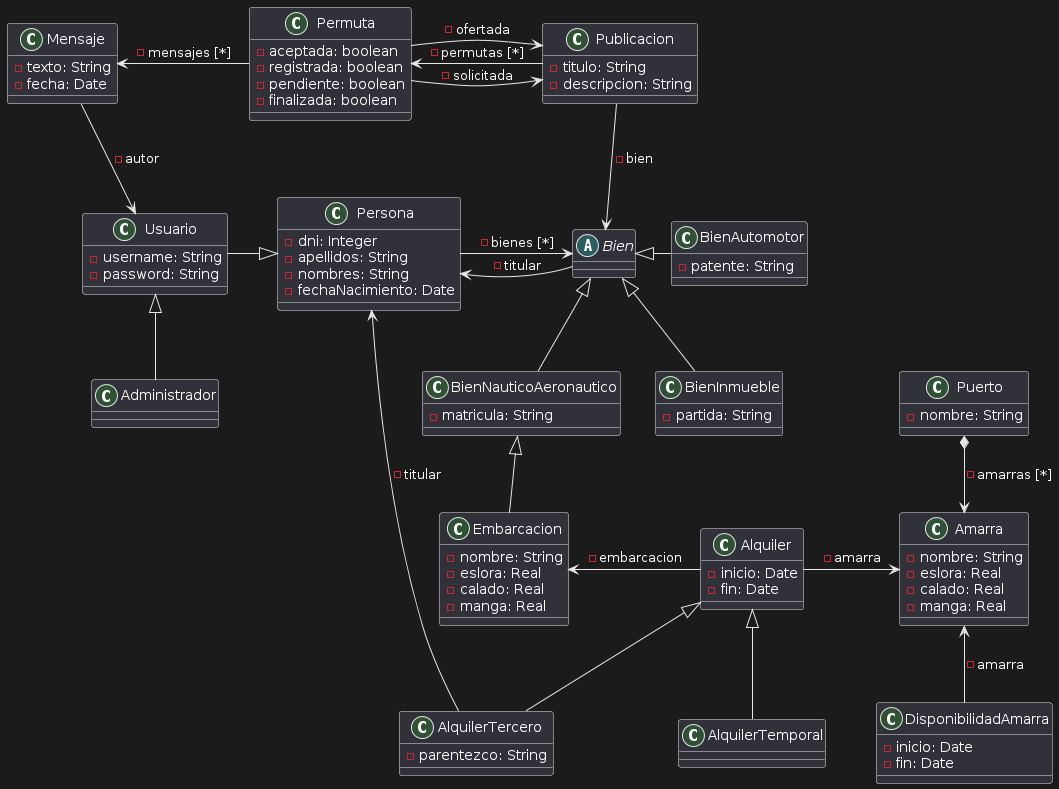 C Mensaje
texto: String
fecha: Date
mensajes [*]
C Permuta
aceptada: boolean
registrada: boolean
pendiente: boolean
finalizada: boolean
ofertada
permutas [*]
solicitada
C Publicacion
titulo: String
descripcion: String
autor
bien
C Usuario
username: String
password: String
C Persona
dni: Integer
apellidos: String
nombres: String
fechaNacimiento: Date
bienes [*]
titular
A Bien
C BienAutomotor
patente: String
C Administrador
C BienNauticoAeronautico
matricula: String
C BienInmueble
partida: String
C Puerto
nombre: String
titular
amarras [*]
C Embarcacion
nombre: String
eslora: Real
calado: Real
manga: Real
embarcacion
C Alquiler
inicio: Date
fin: Date
amarra
C Amarra
nombre: String
eslora: Real
calado: Real
manga: Real
amarra
C AlquilerTercero
parentezco: String
C AlquilerTemporal
C DisponibilidadAmarra
inicio: Date
fin: Date